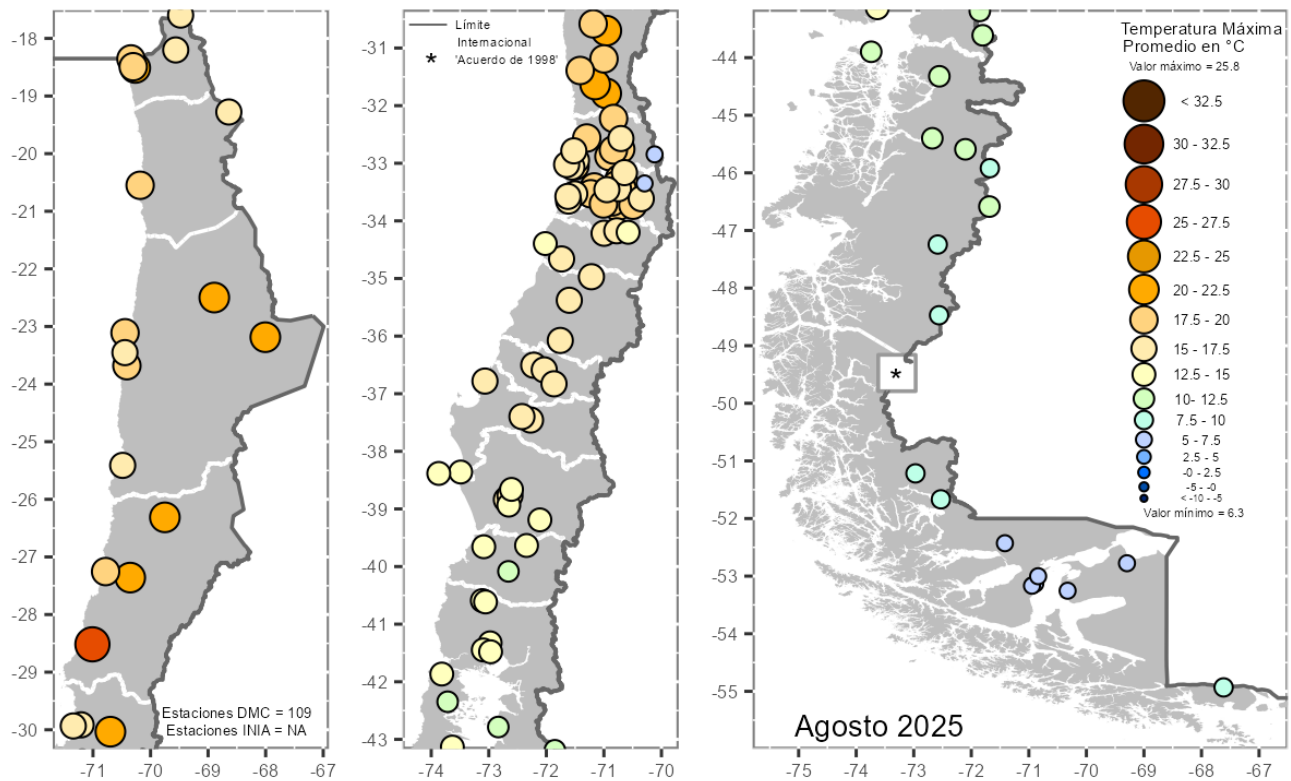 -18
-19
-20
-21
-22
-23
-24
-25
-26
-27
-28
-29
-30
-71
-70
-69
-68
-67
Estaciones DMC = 109
Estaciones INIA = NA
-31
-32
-33
-34
-35
-36
-37
-38
-39
-40
-41
-42
-43
-74
-73
-72
-71
-70
Límite
Internacional
* 'Acuerdo de 1998'
-44
-45
-46
-47
-48
-49
-50
-51
-52
-53
-54
-55
-75
-74
-73
-72
-71
-70
-69
-68
-67
*
Agosto 2025
Temperatura Máxima
Promedio en °C
Valor máximo = 25.8
< 32.5
30 - 32.5
27.5 - 30
25 - 27.5
22.5 - 25
20 - 22.5
17.5 - 20
15 - 17.5
12.5 - 15
10- 12.5
7.5 - 10
5 - 7.5
2.5 - 5
-0 - 2.5
-5 - -0
< -10 - -5
Valor mínimo = 6.3